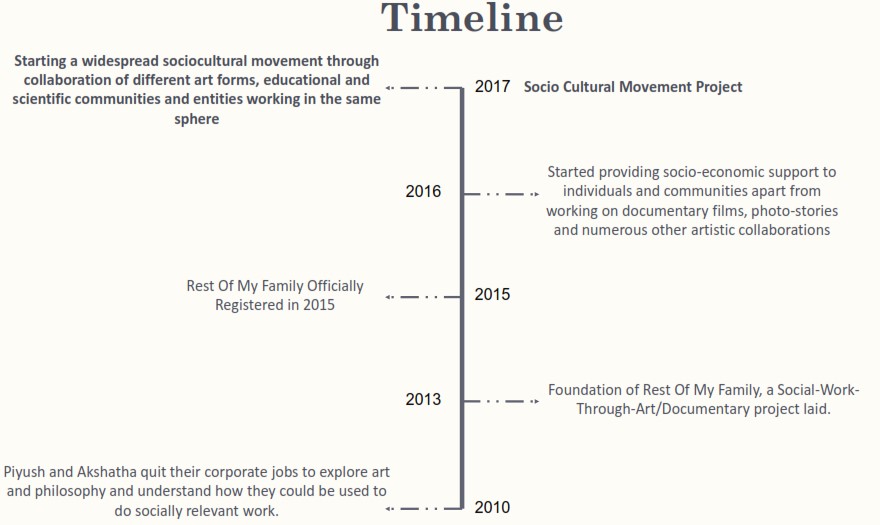 Timeline
Starting a widespread sociocultural movement through
collaboration of different art forms, educational and
scientific communities and entities working in the same
sphere
2017 Socio Cultural Movement Project
2016
Started providing socio-economic support to
individuals and communities apart from
working on documentary films, photo-stories
and numerous other artistic collaborations
Rest Of My Family Officially
Registered in 2015
2015
2013
Foundation of Rest Of My Family, a Social-Work-
Through-Art/Documentary project laid.
Piyush and Akshatha quit their corporate jobs to explore art
and philosophy and understand how they could be used to
do socially relevant work.
2010